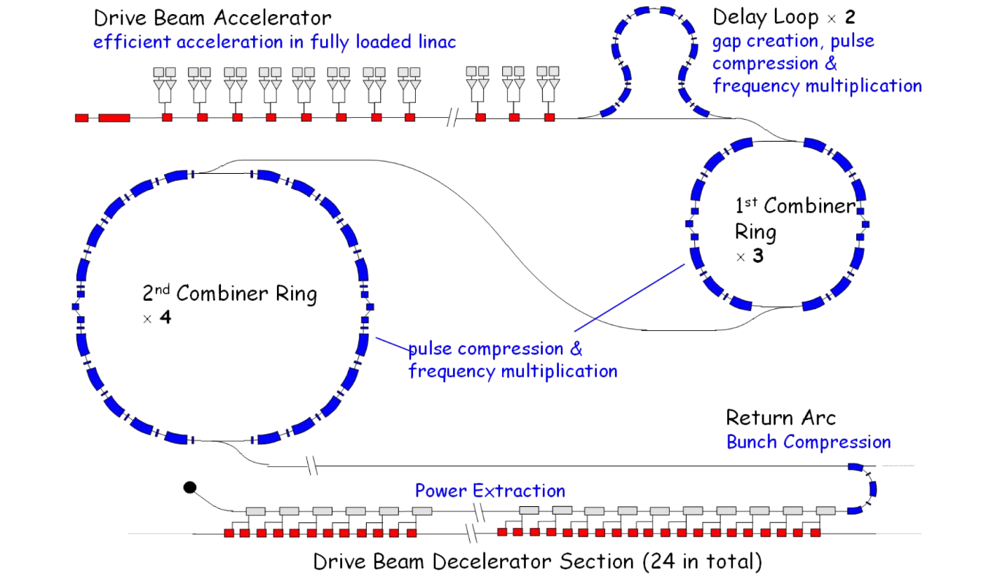 Drive Beam Accelerator
efficient acceleration in fully loaded linac
Delay Loop × 2
gap creation, pulse
compression &
frequency multiplication
1st Combiner
Ring
× 3
2nd Combiner Ring
× 4
pulse compression &
frequency multiplication
Return Arc
Bunch Compression
Power Extraction
Drive Beam Decelerator Section (24 in total)